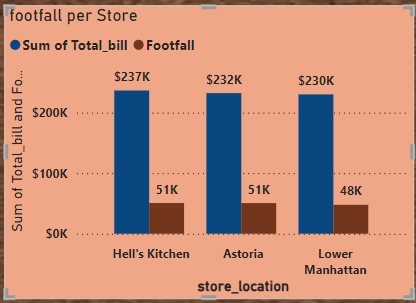 footfall per Store
Sum of Total_bill Footfall
Sum of Total_bill and Fo...
$237K
$232K
$230K
$200K
$100K
$0K
51K
51K
48K
Hell's Kitchen
Astoria
Lower
Manhattan
store_location